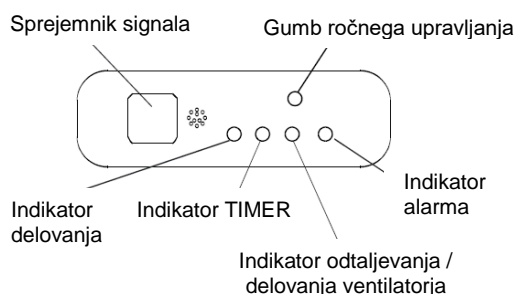 Sprejemnik signala
Gumb ročnega upravljanja
Indikator
delovanja
Indikator TIMER
Indikator
alarma
Indikator odtaljevanja /
delovanja ventilatorja